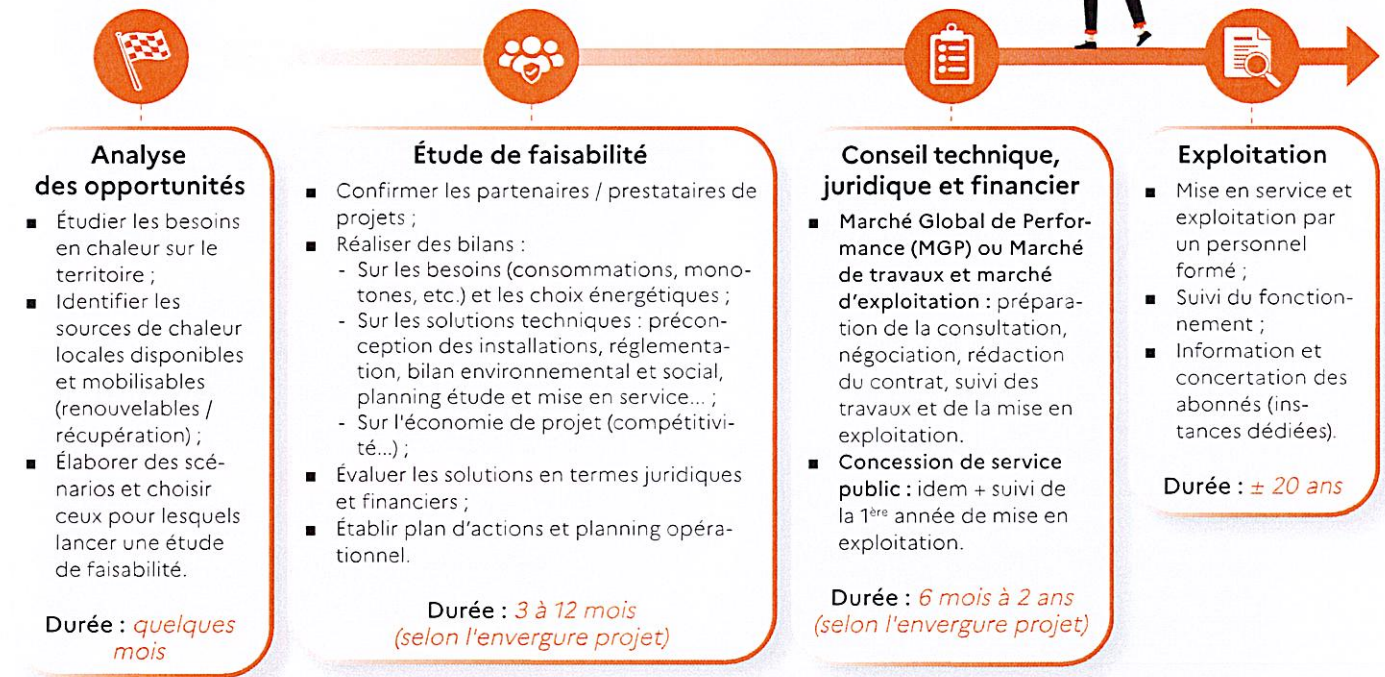 Analyse
des opportunités
▪ Étudier les besoins
en chaleur sur le
territoire ;
▪ Identifier les
sources de chaleur
locales disponibles
et mobilisables
(renouvelables /
récupération) ;
▪ Élaborer des scé-
narios et choisir
ceux pour lesquels
lancer une étude
de faisabilité.
Durée : quelques
mois
Étude de faisabilité
▪ Confirmer les partenaires / prestataires de
projets ;
▪ Réaliser des bilans :
- Sur les besoins (consommations, mono-
tones, etc.) et les choix énergétiques ;
- Sur les solutions techniques : précon-
ception des installations, réglementa-
tion, bilan environnemental et social,
planning étude et mise en service... ;
- Sur l'économie de projet (compétitivi-
té...) ;
▪ Évaluer les solutions en termes juridiques
et financiers ;
▪ Établir plan d'actions et planning opéra-
tionnel.
Durée : 3 à 12 mois
(selon l'envergure projet)
Conseil technique,
juridique et financier
▪ Marché Global de Perfor-
mance (MGP) ou Marché
de travaux et marché
d'exploitation : prépara-
tion de la consultation,
négociation, rédaction
du contrat, suivi des
travaux et de la mise en
exploitation.
▪ Concession de service
public : idem + suivi de
la 1ère année de mise en
exploitation.
Durée : 6 mois à 2 ans
(selon l'envergure projet)
Exploitation
▪ Mise en service et
exploitation par
un personnel
formé ;
▪ Suivi du fonction-
nement ;
▪ Information et
concertation des
abonnés (ins-
tances dédiées).
Durée : ± 20 ans